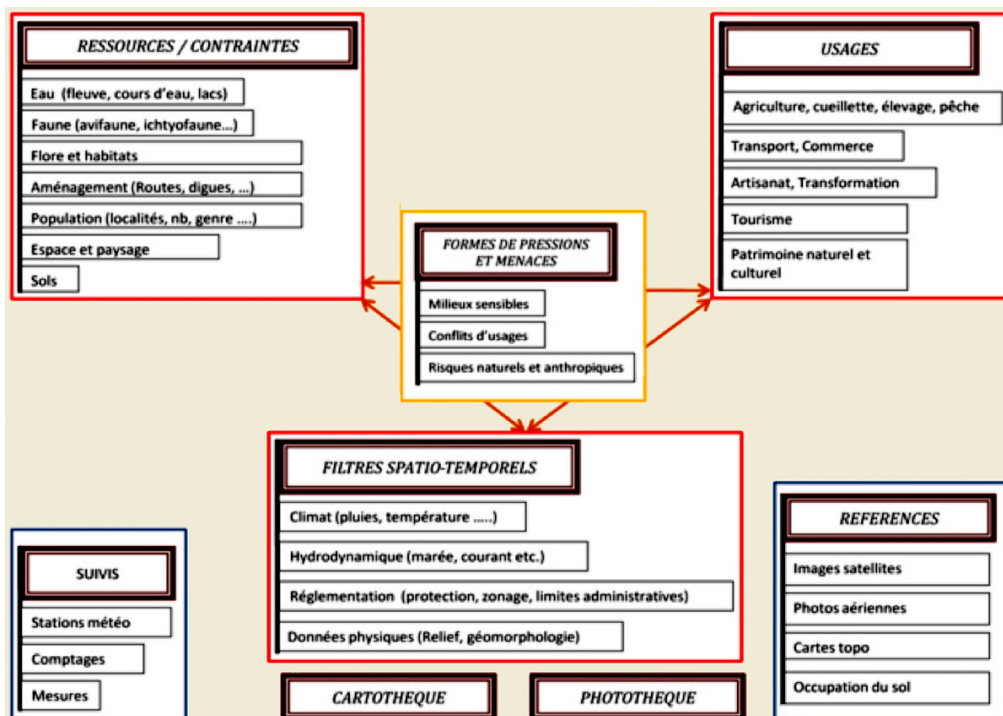 RESSOURCES / CONTRAINTES
Eau (fleuve, cours d'eau, lacs)
Faune (avifaune, ichtyofaune...)
Flore et habitats
Aménagement (Routes, digues, ...)
Population (localités, nb, genre ....)
Espace et paysage
Sols
USAGES
Agriculture, cueillette, élevage, pêche
Transport, Commerce
Artisanat, Transformation
Tourisme
Patrimoine naturel et
culturel
FORMES DE PRESSIONS
ET MENACES
Milieux sensibles
Conflits d'usages
Risques naturels et anthropiques
FILTRES SPATIO-TEMPORELS
Climat (pluies, température .....)
Hydrodynamique (marée, courant etc.)
Réglementation (protection, zonage, limites administratives)
Données physiques (Relief, géomorphologie)
SUIVIS
Stations météo
Comptages
Mesures
REFERENCES
Images satellites
Photos aériennes
Cartes topo
Occupation du sol
CARTOTHEQUE
PHOTOTHEQUE